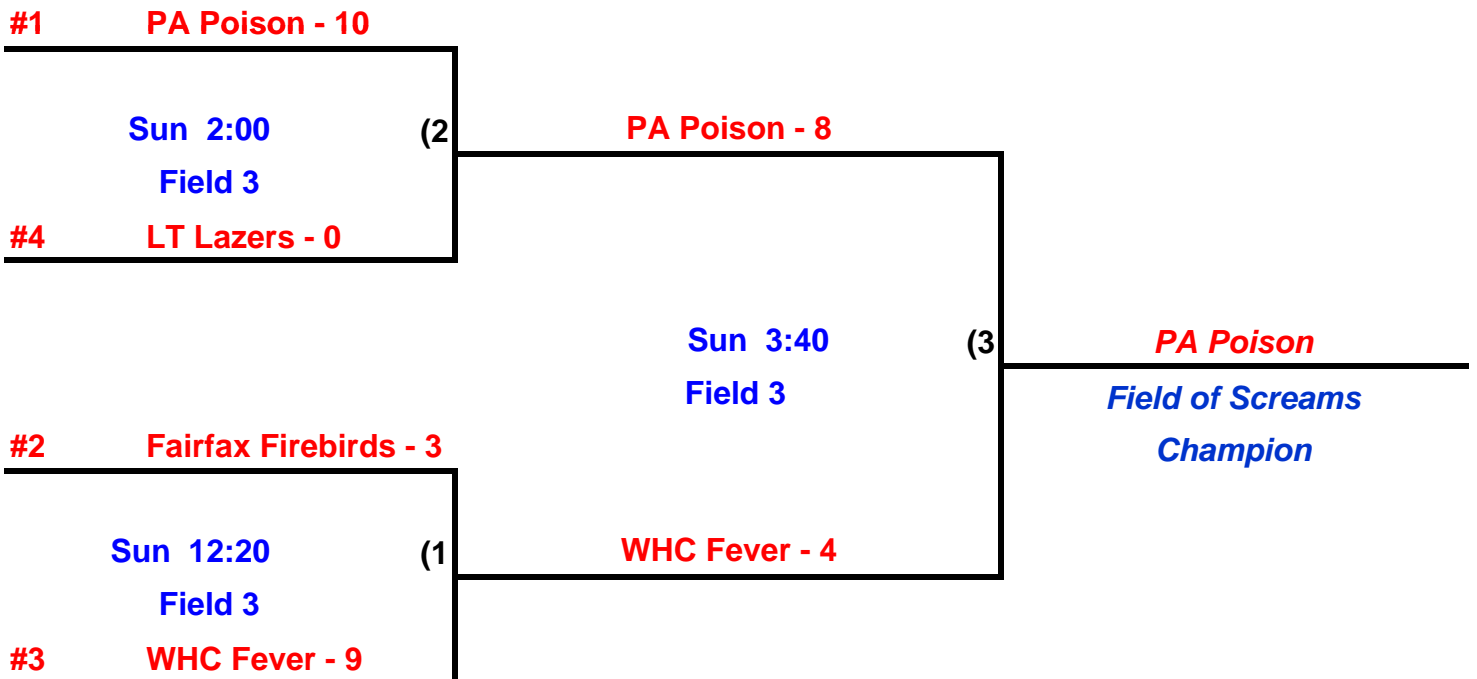 #1 PA Poison - 10
Sun 2:00 (2 PA Poison - 8
Field 3
#4 LT Lazers - 0
Sun 3:40 (3 PA Poison
Field 3 Field of Screams
#2 Fairfax Firebirds - 3 Champion
Sun 12:20 (1 WHC Fever - 4
Field 3
#3 WHC Fever - 9